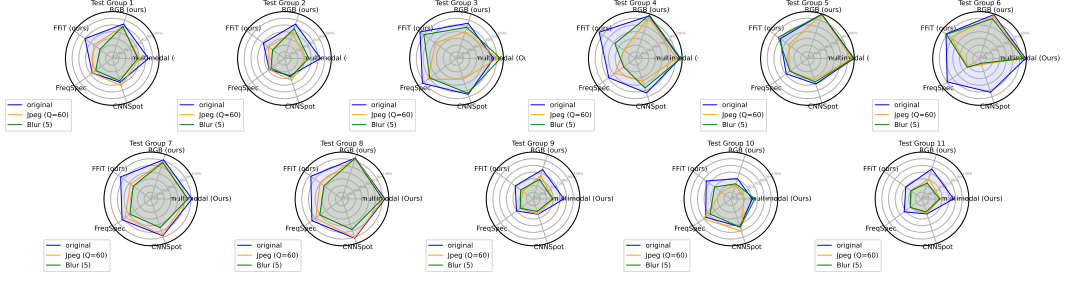 Test Group 1
RGB (ours)
FFiT (ours)
multimodal (
FreqSpec
CNNSpot
original
Jpeg (Q=60)
Blur (5)
Test Group 2
RGB (ours)
FFiT (ours)
multimodal (
FreqSpec
CNNSpot
original
Jpeg (Q=60)
Blur (5)
Test Group 3
RGB (ours)
FFiT (ours)
multimodal (Ou
FreqSpec
CNNSpot
original
Jpeg (Q=60)
Blur (5)
Test Group 4
RGB (ours)
FFiT (ours)
multimodal (
FreqSpec
CNNSpot
original
Jpeg (Q=60)
Blur (5)
Test Group 5
RGB (ours)
FFiT (ours)
multimodal (
FreqSpec
CNNSpot
original
Jpeg (Q=60)
Blur (5)
Test Group 6
RGB (ours)
FFiT (ours)
multimodal (Ours)
FreqSpec
CNNSpot
original
Jpeg (Q=60)
Blur (5)
Test Group 7
RGB (ours)
FFiT (ours)
multimodal (Ours)
FreqSpec
CNNSpot
original
Jpeg (Q=60)
Blur (5)
Test Group 8
RGB (ours)
FFiT (ours)
multimodal (Ours)
FreqSpec
CNNSpot
original
Jpeg (Q=60)
Blur (5)
Test Group 9
RGB (ours)
FFiT (ours)
multimodal (Ours)
FreqSpec
CNNSpot
original
Jpeg (Q=60)
Blur (5)
Test Group 10
RGB (ours)
FFiT (ours)
multimodal (Ours)
FreqSpec
CNNSpot
original
Jpeg (Q=60)
Blur (5)
Test Group 11
RGB (ours)
FFiT (ours)
multimodal (Ours)
FreqSpec
CNNSpot
original
Jpeg (Q=60)
Blur (5)